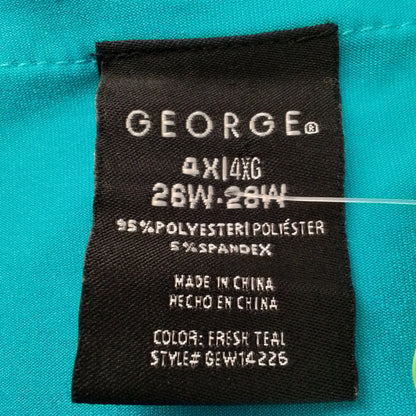 GEORGE®
4X|4XG
26W-28W
95%POLYESTER|POLIÉSTER
5%SPANDEX
MADE IN CHINA
HECHO EN CHINA
COLOR: FRESH TEAL
STYLE# GEW14226